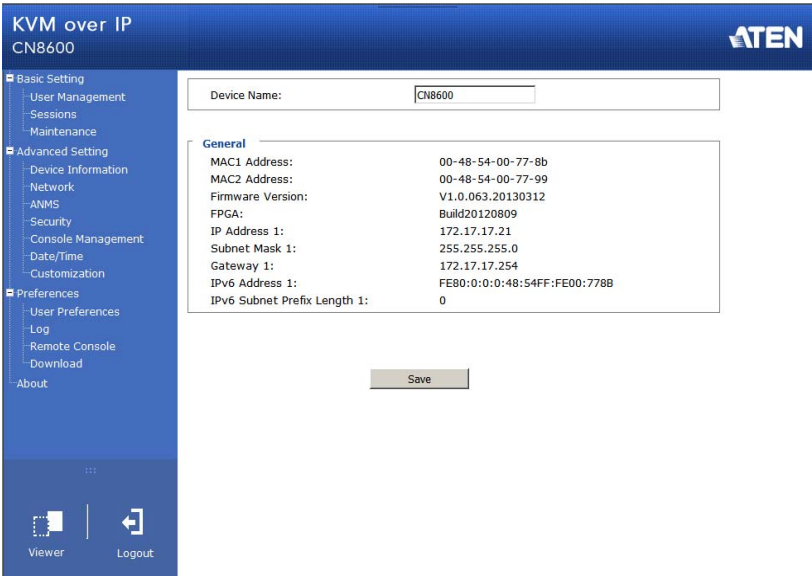 KVM over IP
CN8600
ATEN
Basic Setting
User Management
Sessions
Maintenance
Advanced Setting
Device Information
Network
ANMS
Security
Console Management
Date/Time
Customization
Preferences
User Preferences
Log
Remote Console
Download
About
Viewer
Logout
Device Name: CN8600
General
MAC1 Address: 00-48-54-00-77-8b
MAC2 Address: 00-48-54-00-77-99
Firmware Version: V1.0.063.20130312
FPGA: Build20120809
IP Address 1: 172.17.17.21
Subnet Mask 1: 255.255.255.0
Gateway 1: 172.17.17.254
IPv6 Address 1: FE80:0:0:0:48:54FF:FE00:778B
IPv6 Subnet Prefix Length 1: 0
Save